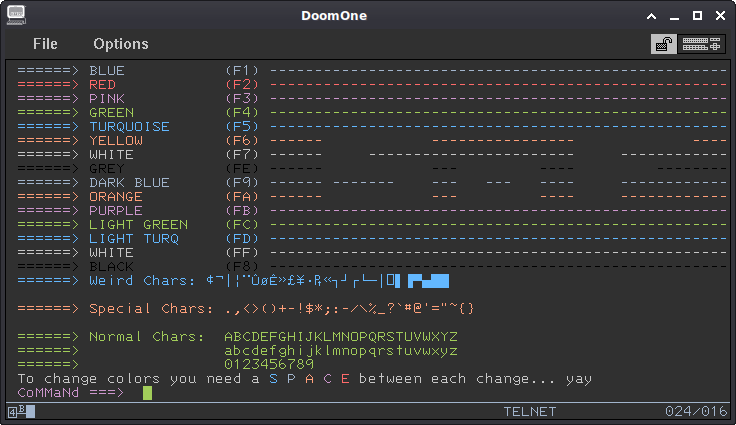 DoomOne
File Options
======> BLUE (F1) ----------------------------------------------------
======> RED (F2) ----------------------------------------------------
======> PINK (F3) ----------------------------------------------------
======> GREEN (F4) ----------------------------------------------------
======> TURQUOISE (F5) ----------------------------------------------------
======> YELLOW (F6) ------ ---------------- ----
======> WHITE (F7) ------ ------------
======> GREY (FE) ------ --- ---- -------
======> DARK BLUE (F9) ------ ------- --- --- ---- -------
======> ORANGE (FA) ------ --- ---- -------
======> PURPLE (FB) ----------------------------------------------------
======> LIGHT GREEN (FC) ----------------------------------------------------
======> LIGHT TURQ (FD) ----------------------------------------------------
======> WHITE (FF) ----------------------------------------------------
======> BLACK (F8) ----------------------------------------------------
======> Weird Chars: ¢¬|¦¨ÛøÊ»£¥·₧«┐┘┌└─│
======> Special Chars: .,<>()+-!$*;:-/\%_?`#@'="~{}
======> Normal Chars: ABCDEFGHIJKLMNOPQRSTUVWXYZ
======> abcdefghijklmnopqrstuvwxyz
======> 0123456789
To change colors you need a S P A C E between each change... yay
CoMMaNd ===>
4 B TELNET 024/016